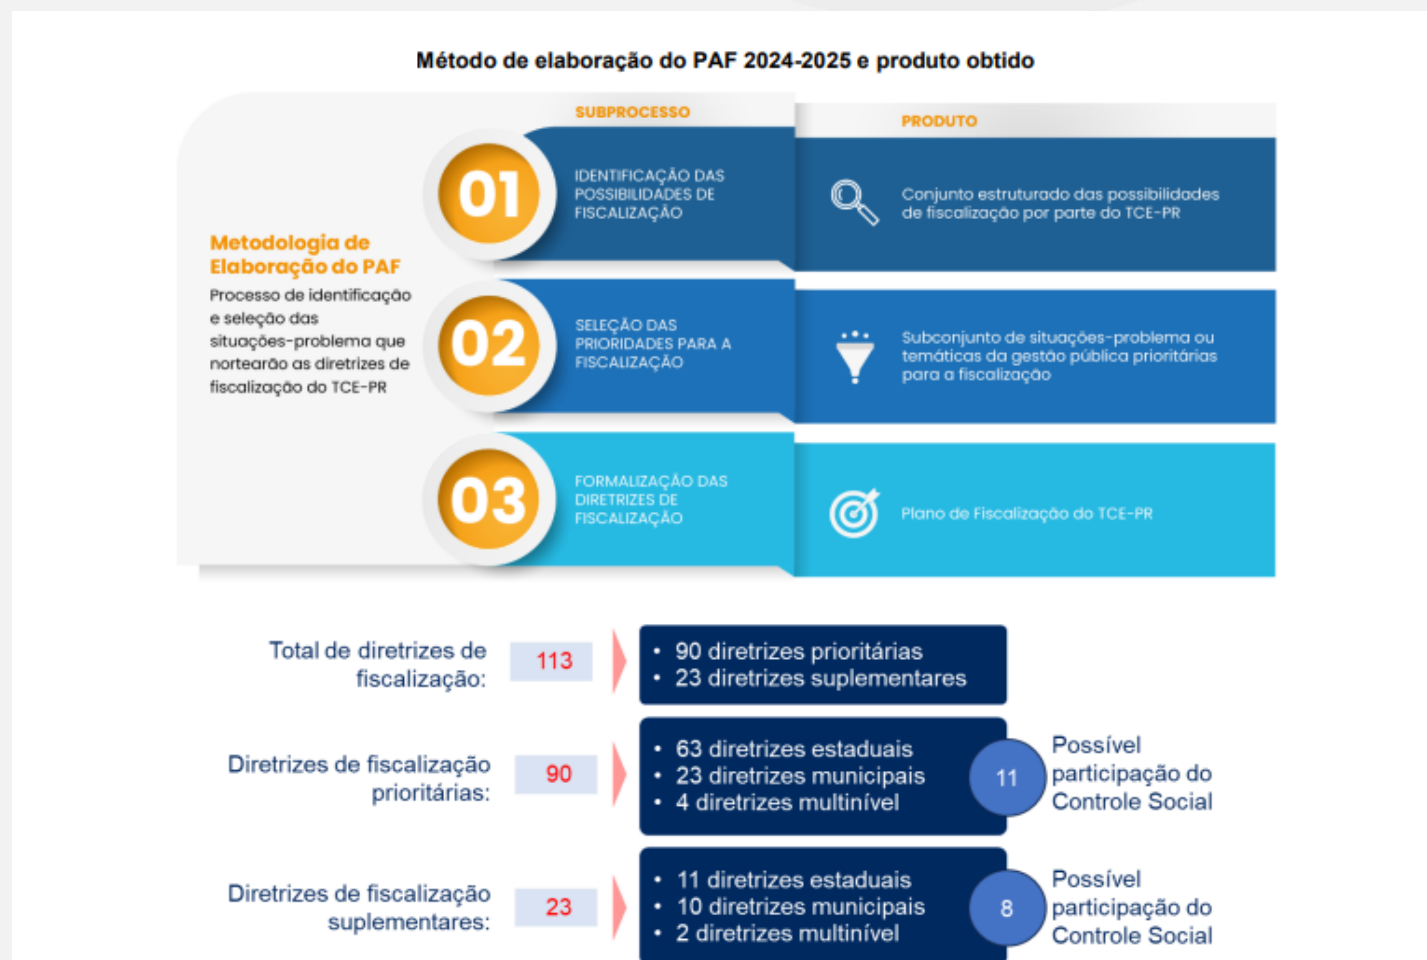 Método de elaboração do PAF 2024-2025 e produto obtido
SUBPROCESSO
PRODUTO
Metodologia de
Elaboração do PAF
Processo de identificação
e seleção das
situações-problema que
nortearão as diretrizes de
fiscalização do TCE-PR
01
IDENTIFICAÇÃO DAS
POSSIBILIDADES DE
FISCALIZAÇÃO
Conjunto estruturado das possibilidades
de fiscalização por parte do TCE-PR
02
SELEÇÃO DAS
PRIORIDADES PARA A
FISCALIZAÇÃO
Subconjunto de situações-problema ou
temáticas da gestão pública prioritárias
para a fiscalização
03
FORMALIZAÇÃO DAS
DIRETRIZES DE
FISCALIZAÇÃO
Plano de Fiscalização do TCE-PR
Total de diretrizes de
fiscalização:
113
• 90 diretrizes prioritárias
• 23 diretrizes suplementares
Diretrizes de fiscalização
prioritárias:
90
• 63 diretrizes estaduais
• 23 diretrizes municipais
• 4 diretrizes multinível
11
Possível
participação do
Controle Social
Diretrizes de fiscalização
suplementares:
23
• 11 diretrizes estaduais
• 10 diretrizes municipais
• 2 diretrizes multinível
8
Possível
participação do
Controle Social